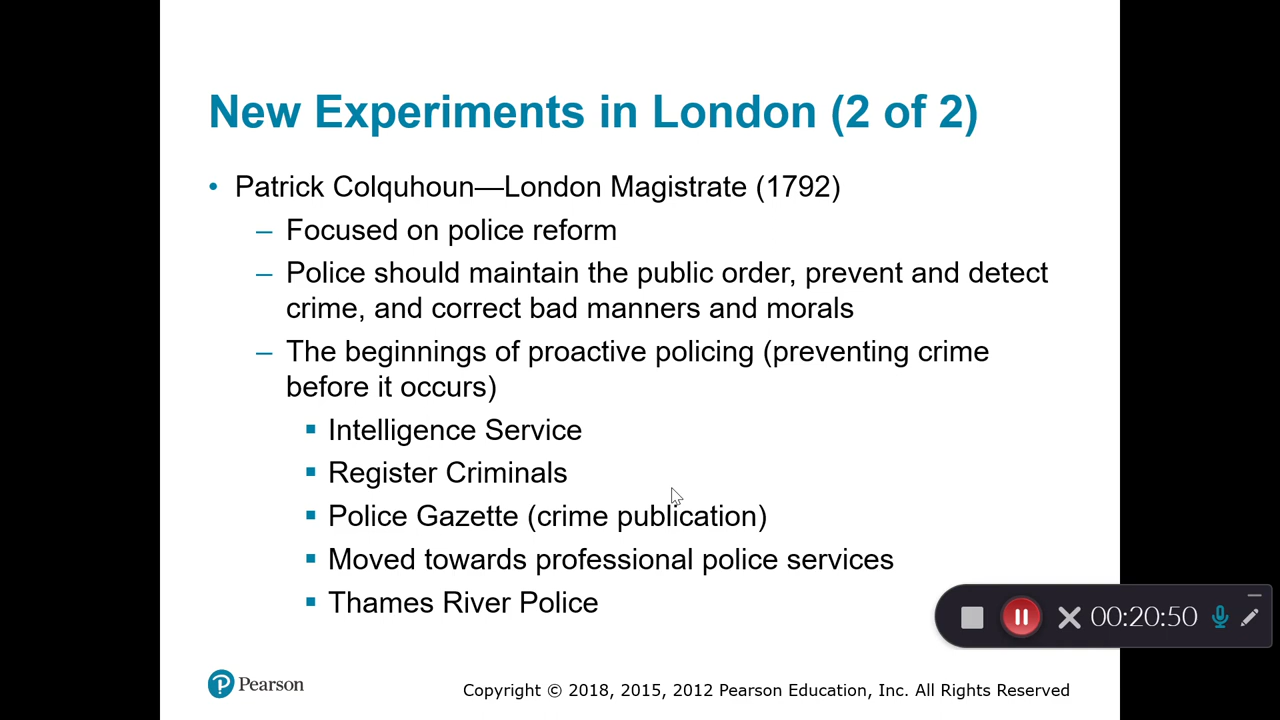 New Experiments in London (2 of 2)
• Patrick Colquhoun—London Magistrate (1792)
– Focused on police reform
– Police should maintain the public order, prevent and detect
crime, and correct bad manners and morals
– The beginnings of proactive policing (preventing crime
before it occurs)
▪ Intelligence Service
▪ Register Criminals
▪ Police Gazette (crime publication)
▪ Moved towards professional police services
▪ Thames River Police
00:20:50
Pearson
Copyright © 2018, 2015, 2012 Pearson Education, Inc. All Rights Reserved